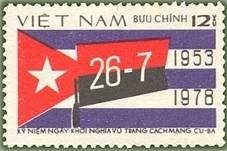 VIỆT NAM BƯU CHÍNH 12đ
26-7
1953
1978
KỶ NIỆM NGÀY KHỞI NGHĨA VŨ TRANG CÁCH MẠNG CU-BA